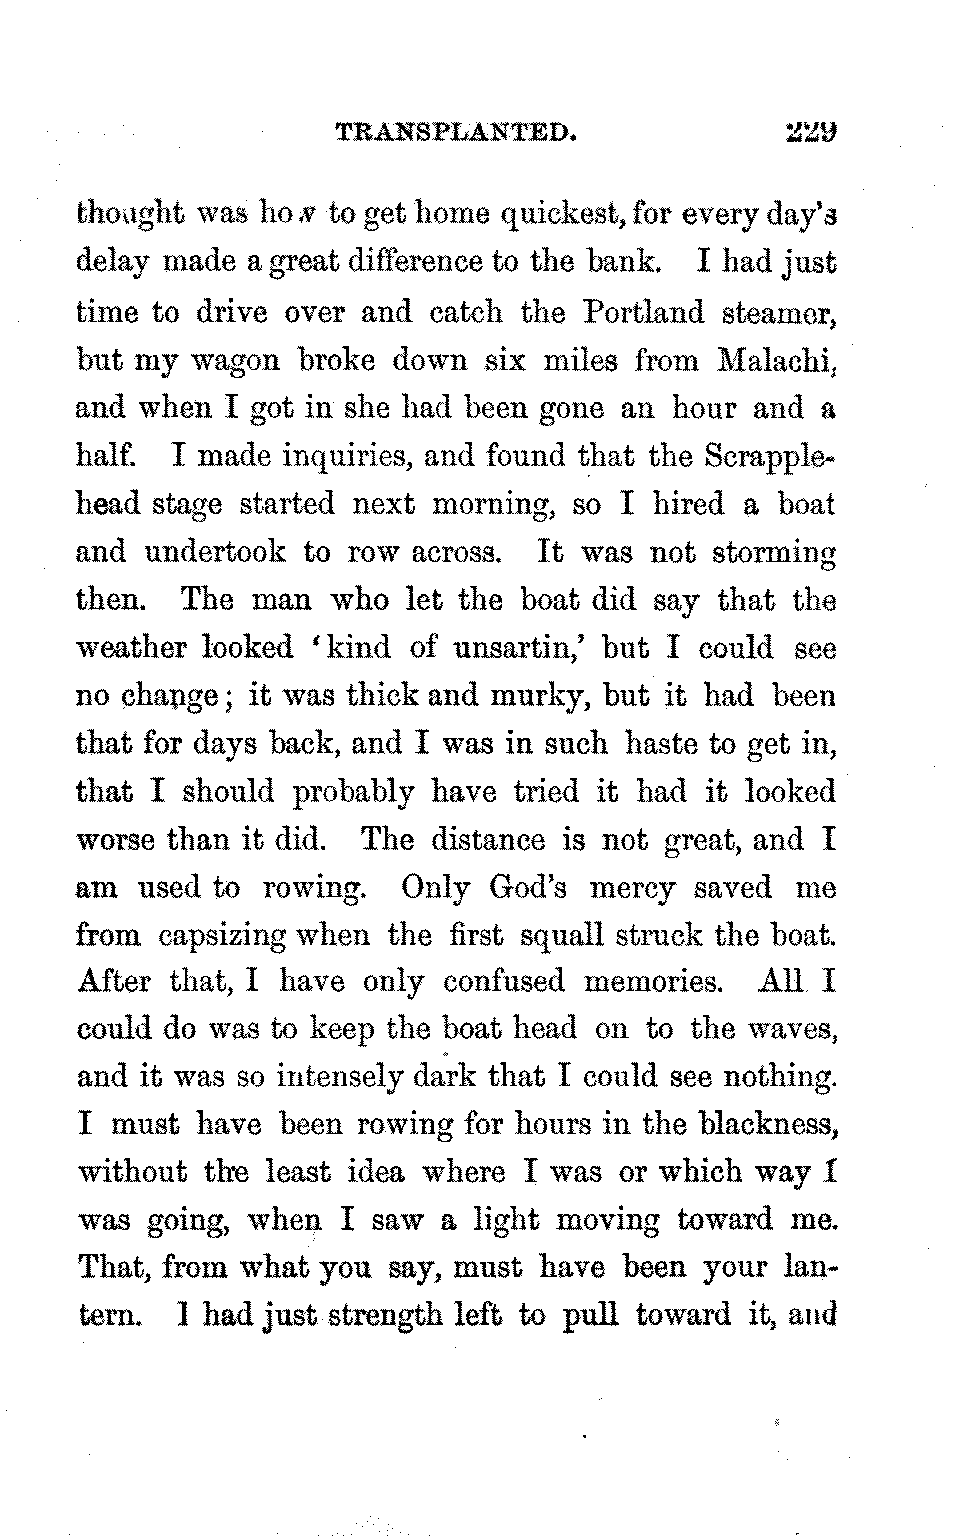 TRANSPLANTED. 229
thought was how to get home quickest, for every day's
delay made a great difference to the bank. I had just
time to drive over and catch the Portland steamer,
but my wagon broke down six miles from Malachi,
and when I got in she had been gone an hour and a
half. I made inquiries, and found that the Scrapple-
head stage started next morning, so I hired a boat
and undertook to row across. It was not storming
then. The man who let the boat did say that the
weather looked ‘kind of unsartin,’ but I could see
no change; it was thick and murky, but it had been
that for days back, and I was in such haste to get in,
that I should probably have tried it had it looked
worse than it did. The distance is not great, and I
am used to rowing. Only God's mercy saved me
from capsizing when the first squall struck the boat.
After that, I have only confused memories. All I
could do was to keep the boat head on to the waves,
and it was so intensely dark that I could see nothing.
I must have been rowing for hours in the blackness,
without the least idea where I was or which way I
was going, when I saw a light moving toward me.
That, from what you say, must have been your lan-
tern. I had just strength left to pull toward it, and